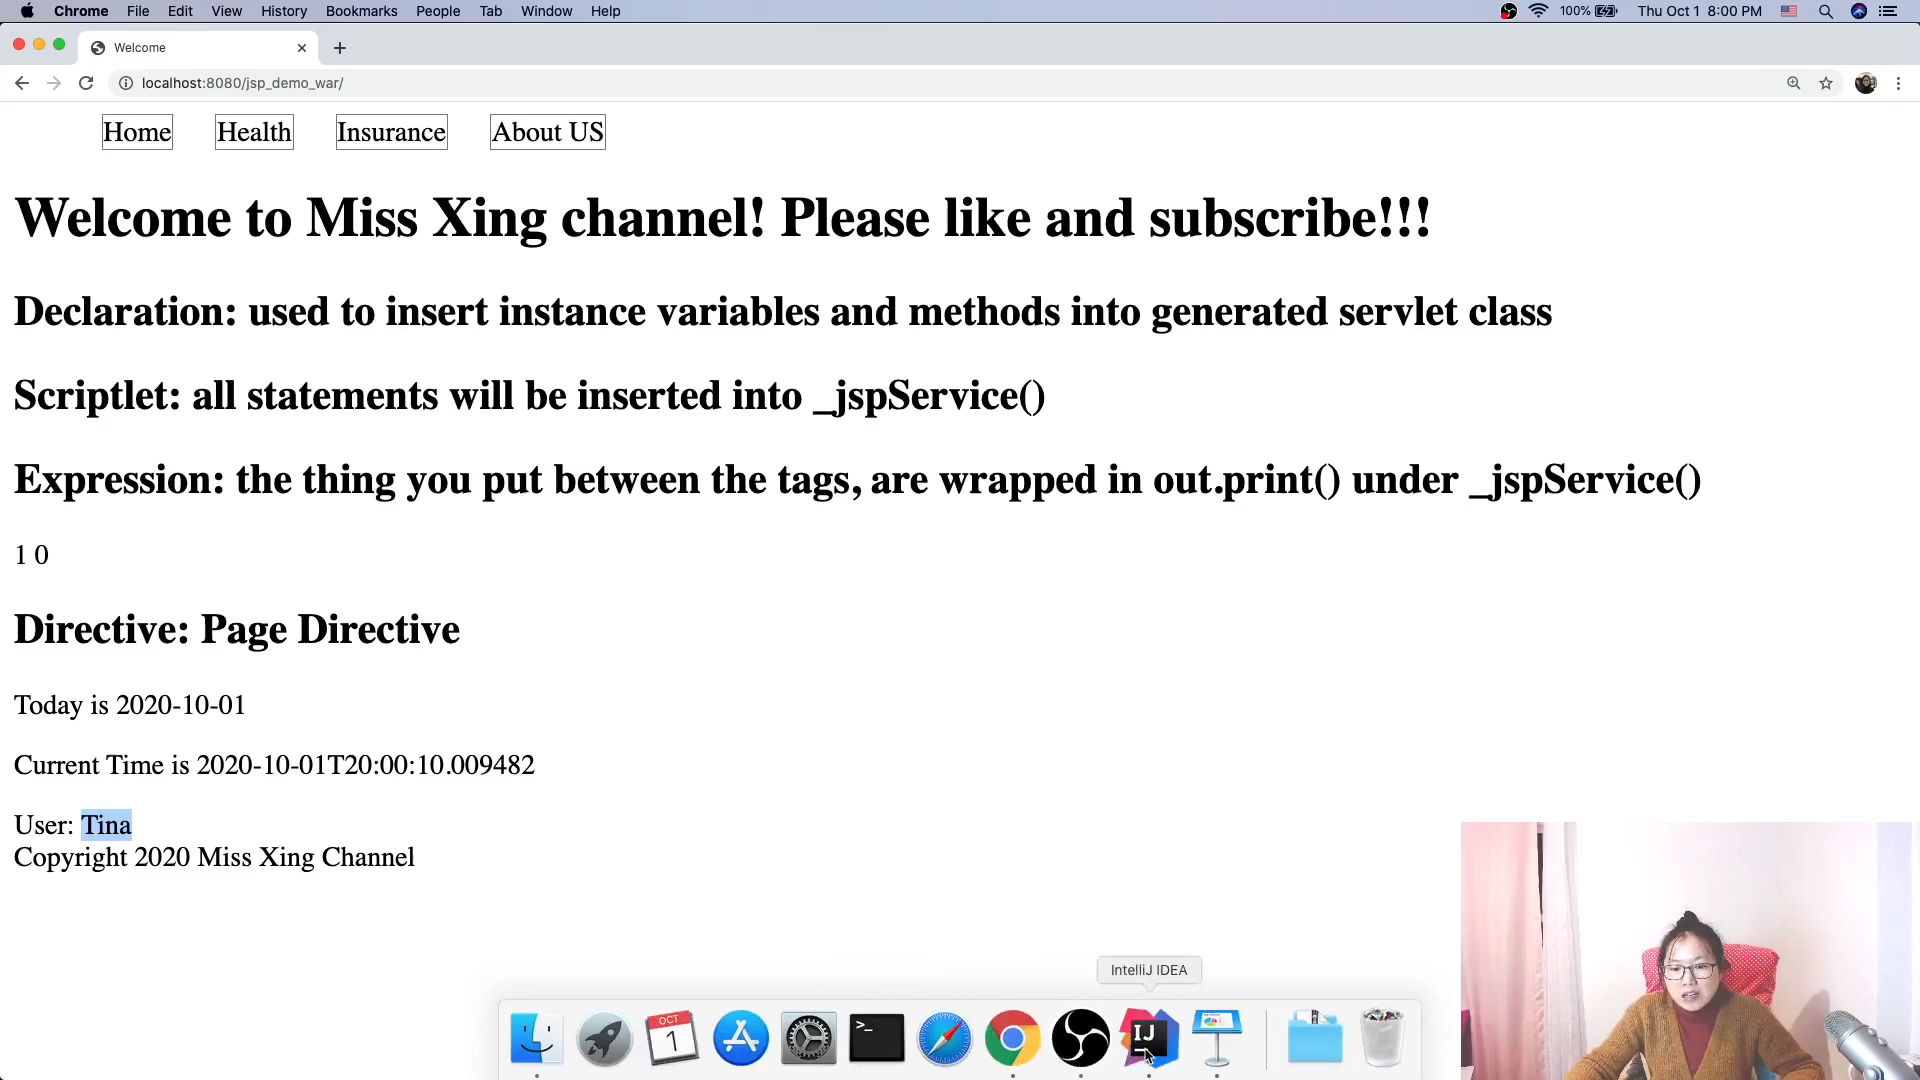 Chrome File Edit View History Bookmarks People Tab Window Help 100% Thu Oct 1 8:00 PM
Welcome
localhost:8080/jsp_demo_war/
Home Health Insurance About US
Welcome to Miss Xing channel! Please like and subscribe!!!
Declaration: used to insert instance variables and methods into generated servlet class
Scriptlet: all statements will be inserted into _jspService()
Expression: the thing you put between the tags, are wrapped in out.print() under _jspService()
1 0
Directive: Page Directive
Today is 2020-10-01
Current Time is 2020-10-01T20:00:10.009482
User: Tina
Copyright 2020 Miss Xing Channel
IntelliJ IDEA
OCT
1
>_
IJ